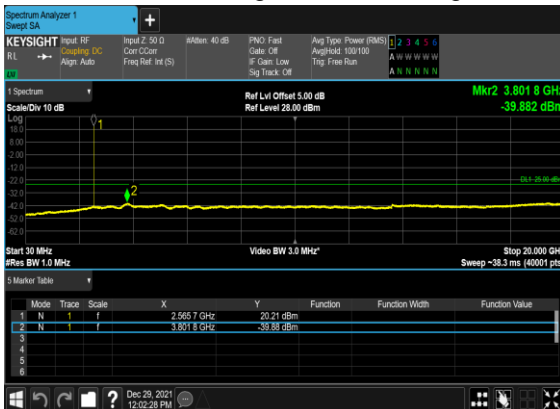 Spectrum Analyzer 1
Swept SA
+
KEYSIGHT Input: RF Input Z: 50 Ω #Atten: 40 dB PNO: Fast Avg Type: Power (RMS) 1 2 3 4 5 6
RL Coupling: DC Corr CCorr Gate: Off Avg|Hold: 100/100 A W W W W W
Align: Auto Freq Ref: Int (S) IF Gain: Low Trig: Free Run
Sig Track: Off A N N N N N
1 Spectrum Ref Lvl Offset 5.00 dB Mkr2 3.801 8 GHz
Scale/Div 10 dB Ref Level 28.00 dBm -39.882 dBm
Log
18.0
8.00
-2.00
-12.0
-22.0
-32.0
-42.0
-52.0
-62.0
1
2
DL1 -25.00 dBm
Start 30 MHz Video BW 3.0 MHz* Stop 20.000 GHz
#Res BW 1.0 MHz Sweep ~38.3 ms (40001 pts)
5 Marker Table
Mode Trace Scale X Y Function Function Width Function Value
1 N 1 f 2.565 7 GHz 20.21 dBm
2 N 1 f 3.801 8 GHz -39.88 dBm
3
4
5
6
? Dec 29, 2021
12:02:28 PM